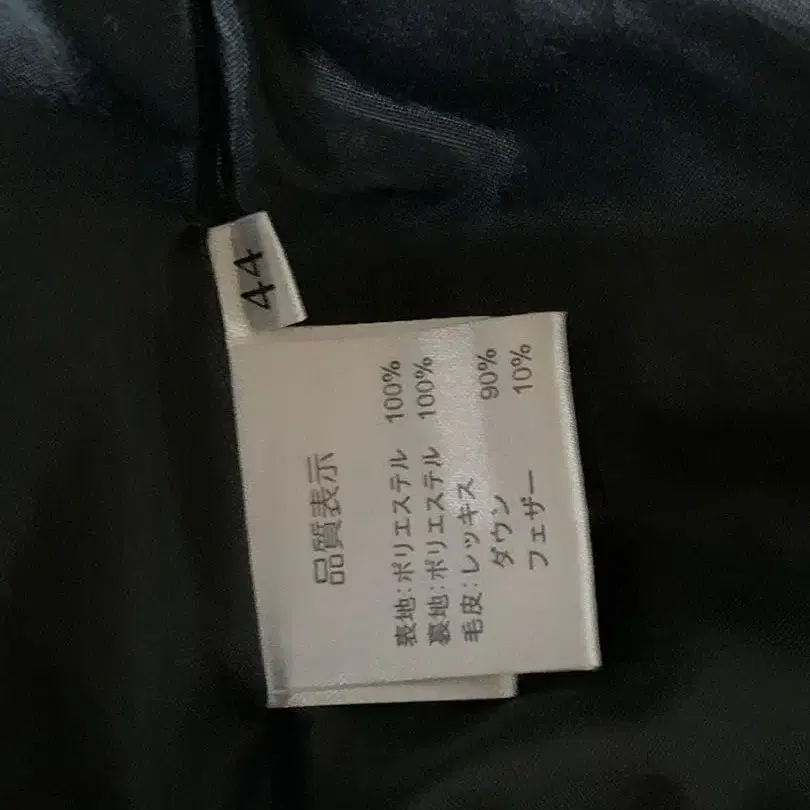 44
品質表示
表地:ポリエステル 100%
裏地:ポリエステル 100%
毛皮:レッキス
ダウン 90%
フェザー 10%